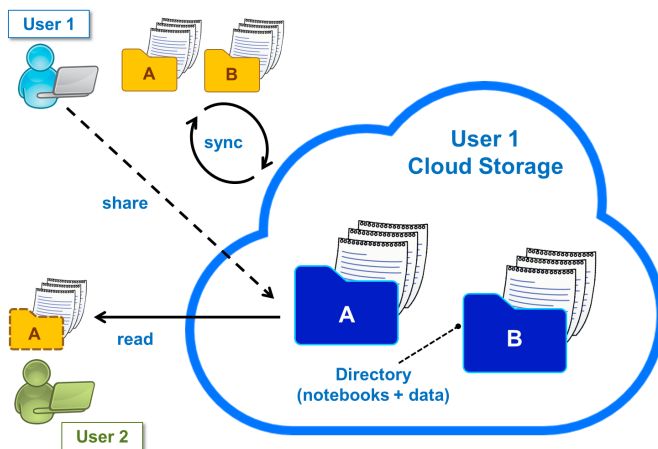 User 1
A
B
sync
User 1
Cloud Storage
share
A
B
A
read
Directory
(notebooks + data)
User 2